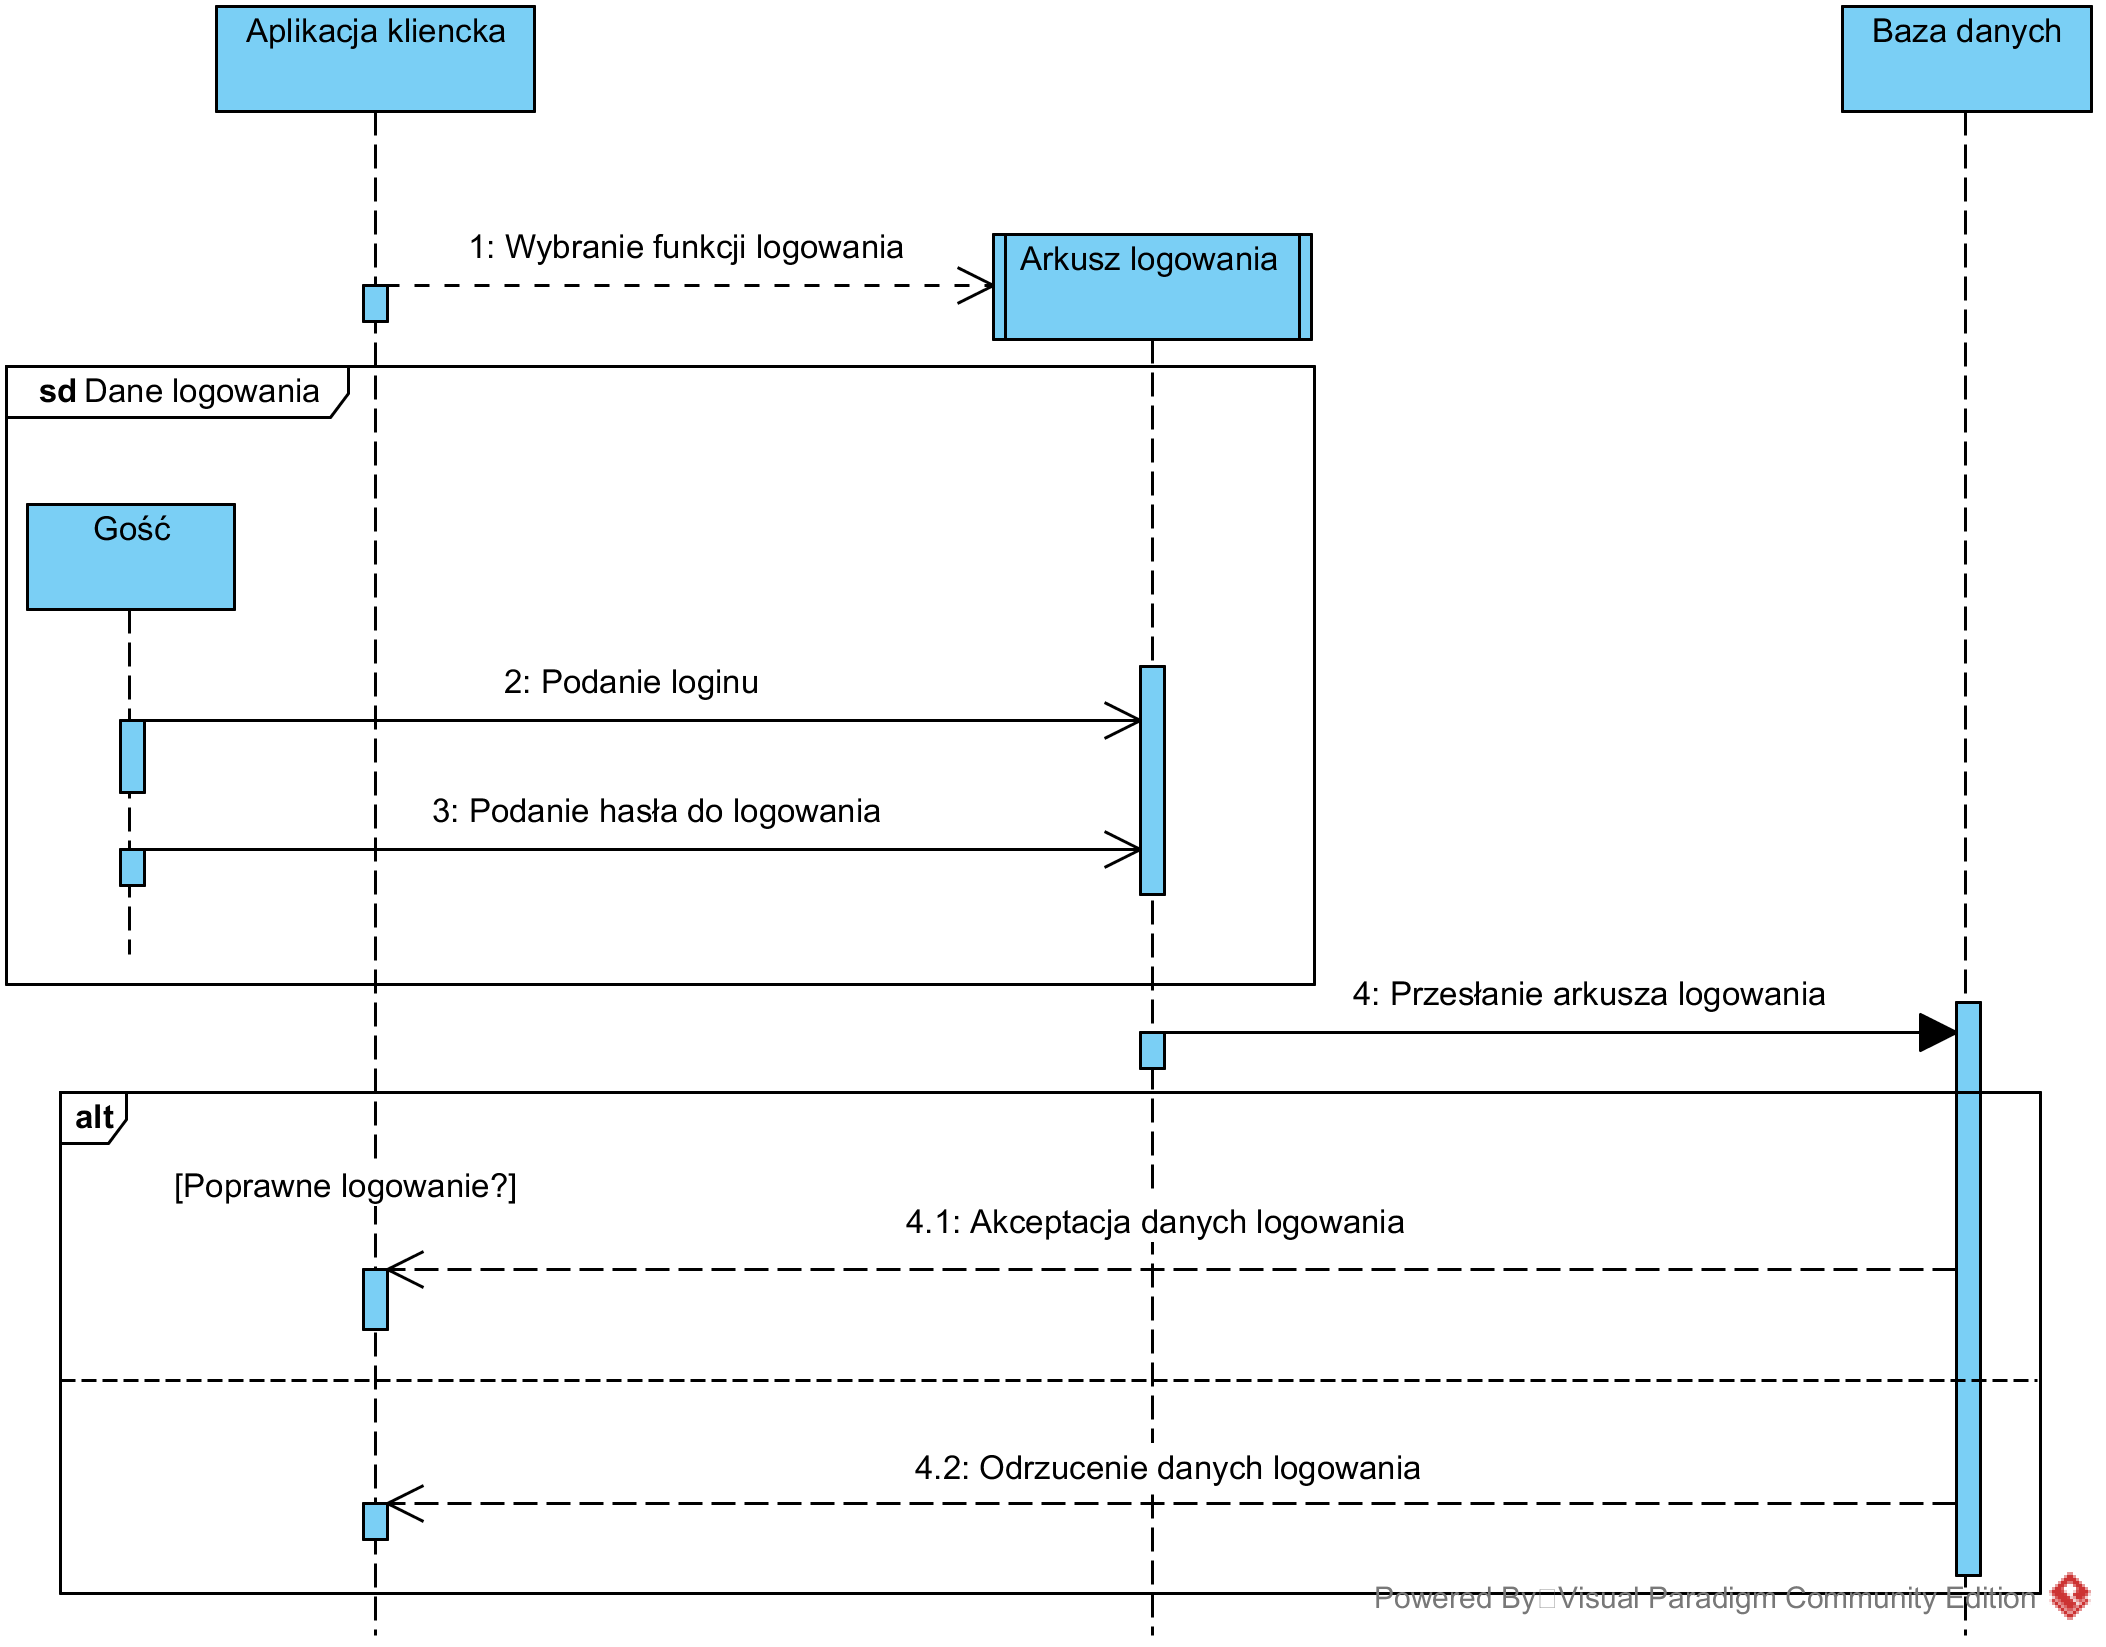 Aplikacja kliencka
Baza danych
1: Wybranie funkcji logowania
Arkusz logowania
sd Dane logowania
Gość
2: Podanie loginu
3: Podanie hasła do logowania
4: Przesłanie arkusza logowania
alt
[Poprawne logowanie?]
4.1: Akceptacja danych logowania
4.2: Odrzucenie danych logowania
Powered By Visual Paradigm Community Edition